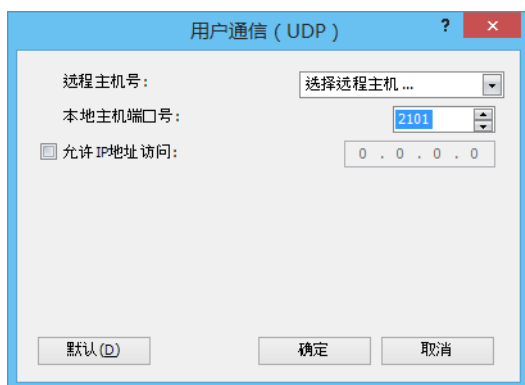 用户通信（UDP）
?
×
远程主机号:
选择远程主机 ...
本地主机端口号:
2101
允许IP地址访问:
0 . 0 . 0 . 0
默认(D)
确定
取消